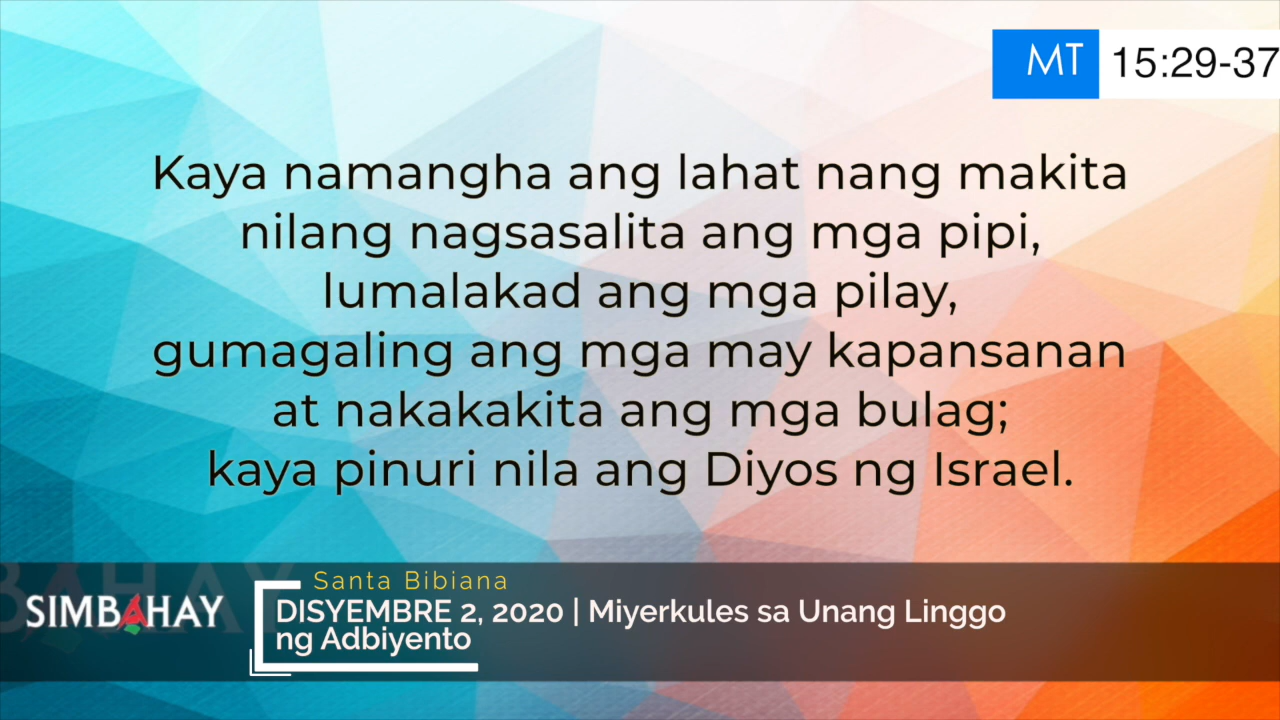 MT 15:29-37
Kaya namangha ang lahat nang makita
nilang nagsasalita ang mga pipi,
lumalakad ang mga pilay,
gumagaling ang mga may kapansanan
at nakakakita ang mga bulag;
kaya pinuri nila ang Diyos ng Israel.
Santa Bibiana
SIMBAHAY
DISYEMBRE 2, 2020 | Miyerkules sa Unang Linggo
ng Adbiyento